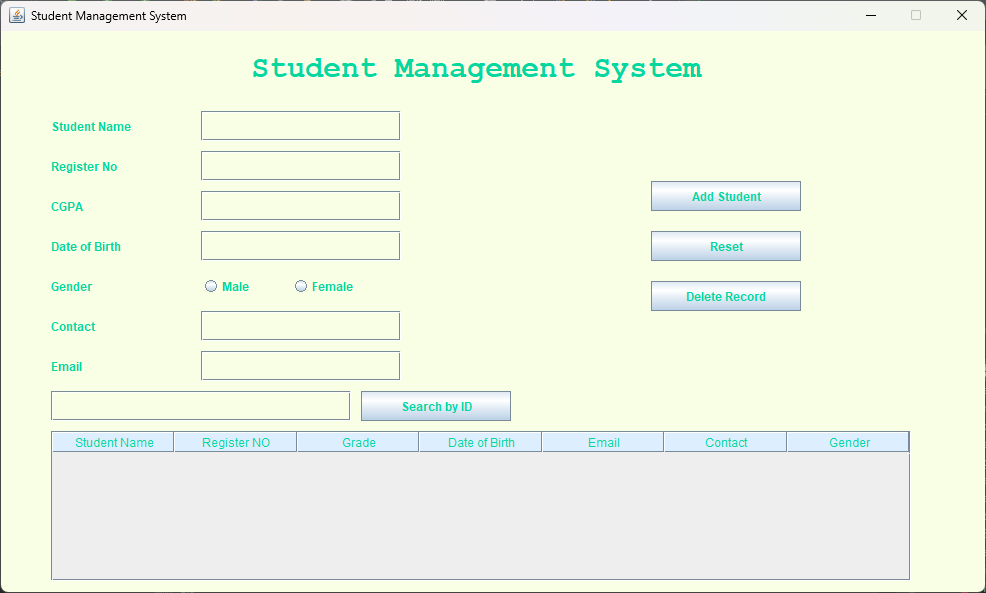 Student Management System
Student Management System
Student Name
Register No
CGPA
Add Student
Date of Birth
Reset
Gender Male Female
Delete Record
Contact
Email
Search by ID
Student Name Register NO Grade Date of Birth Email Contact Gender